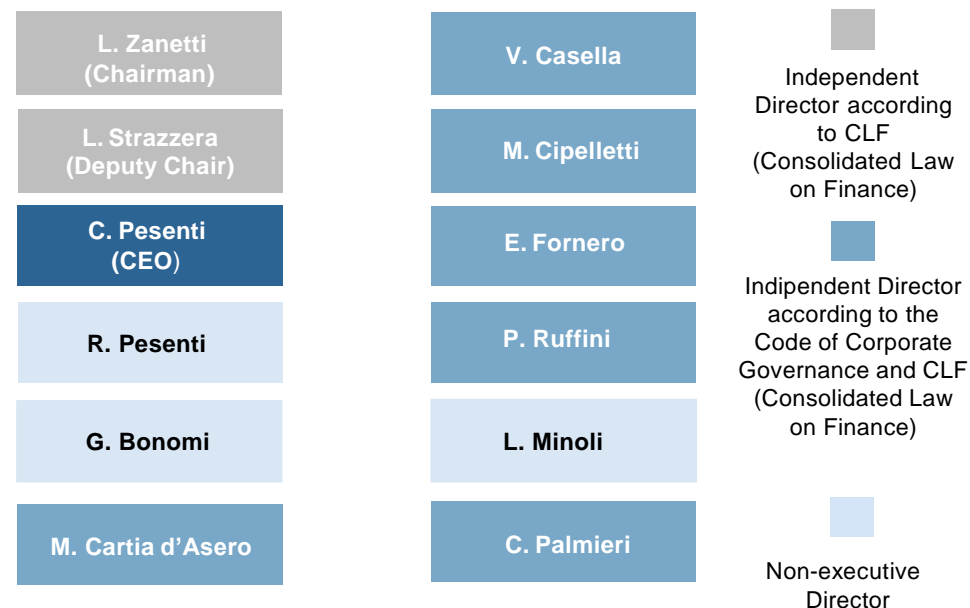 L. Zanetti
(Chairman)
L. Strazzera
(Deputy Chair)
C. Pesenti
(CEO)
R. Pesenti
G. Bonomi
M. Cartia d’Asero
V. Casella
M. Cipelletti
E. Fornero
P. Ruffini
L. Minoli
C. Palmieri
Independent
Director according
to CLF
(Consolidated Law
on Finance)
Indipendent Director
according to the
Code of Corporate
Governance and CLF
(Consolidated Law
on Finance)
Non-executive
Director